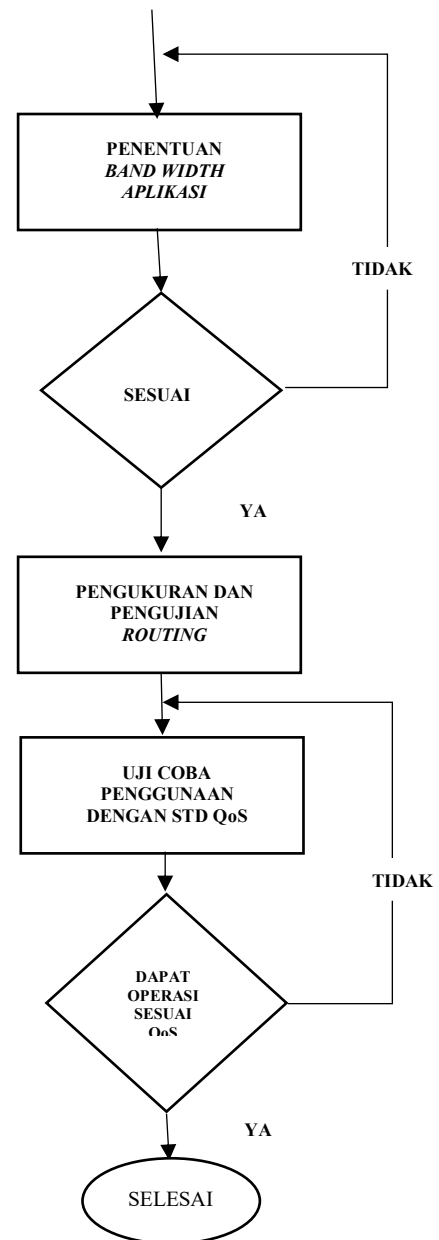 PENENTUAN
BAND WIDTH
APLIKASI
TIDAK
SESUAI
YA
PENGUKURAN DAN
PENGUJIAN
ROUTING
UJI COBA
PENGGUNAAN
DENGAN STD QoS
TIDAK
DAPAT
OPERASI
SESUAI
QoS
YA
SELESAI